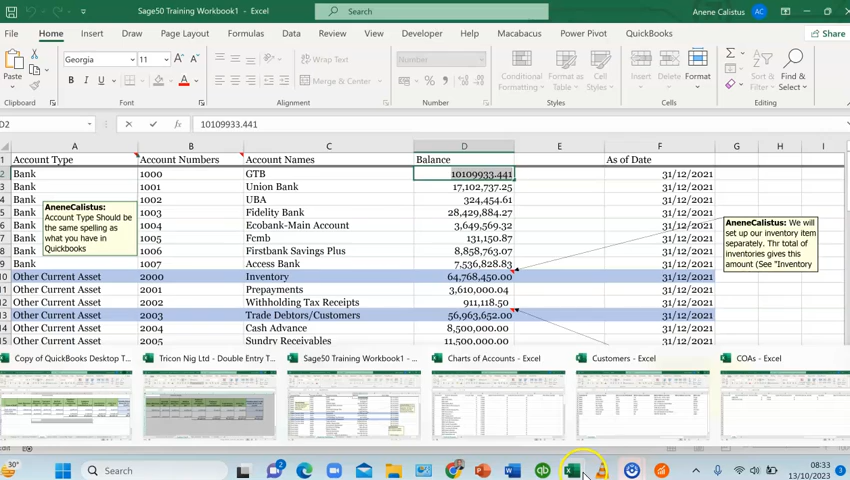 Sage50 Training Workbook1 - Excel
Search
Anene Calistus
AC
File
Home
Insert
Draw
Page Layout
Formulas
Data
Review
View
Automate
Help
Macabacus
Power Pivot
QuickBooks
Share
Paste
Georgia
11
Wrap Text
Merge & Center
Number
Conditional Formatting
Format as Table
Cell Styles
Insert
Delete
Format
Sort & Filter
Find & Select
Clipboard
Font
Alignment
Number
Styles
Cells
Editing
D2
fx
10109933.441
A B C D E F G H I
1 Account Type Account Numbers Account Names Balance As of Date
2 Bank 1000 GTB 10109933.441 31/12/2021
3 Bank 1001 Union Bank 17,102,737.25 31/12/2021
4 Bank 1002 UBA 324,454.61 31/12/2021
5 Bank 1003 Fidelity Bank 28,429,884.27 31/12/2021
6 Bank 1004 Ecobank-Main Account 3,649,569.32 31/12/2021
7 Bank 1005 Fcmb 131,150.87 31/12/2021
8 Bank 1006 Firstbank Savings Plus 8,858,763.07 31/12/2021
9 Bank 1007 Access Bank 7,536,828.83 31/12/2021
10 Other Current Asset 2000 Inventory 64,768,450.00 31/12/2021
11 Other Current Assets 2001 Prepayments 3,610,000.04 31/12/2021
12 Other Current Assets 2002 Withholding Tax Receipts 911,118.50 31/12/2021
13 Other Current Assets 2003 Trade Debtors/Customers 56,963,652.00 31/12/2021
14 Other Current Assets 2004 Cash Advance 8,500,000.00 31/12/2021
15 Other Current Assets 2005 Sundry Receivables 11,500,000.00 31/12/2021
AneneCalistus:
Account Type Should be
the same spelling as
what you have in
Quickbooks
AneneCalistus: We will
set up our inventory item
separately. Thr total of
inventories gives this
amount (See "Inventory
Copy of QuickBooks Desktop T...
Tricon Nig Ltd - Double Entry T...
Sage50 Training Workbook1 - ...
Charts of Accounts - Excel
Customers - Excel
COAs - Excel
30°
Search
08:33
13/10/2023